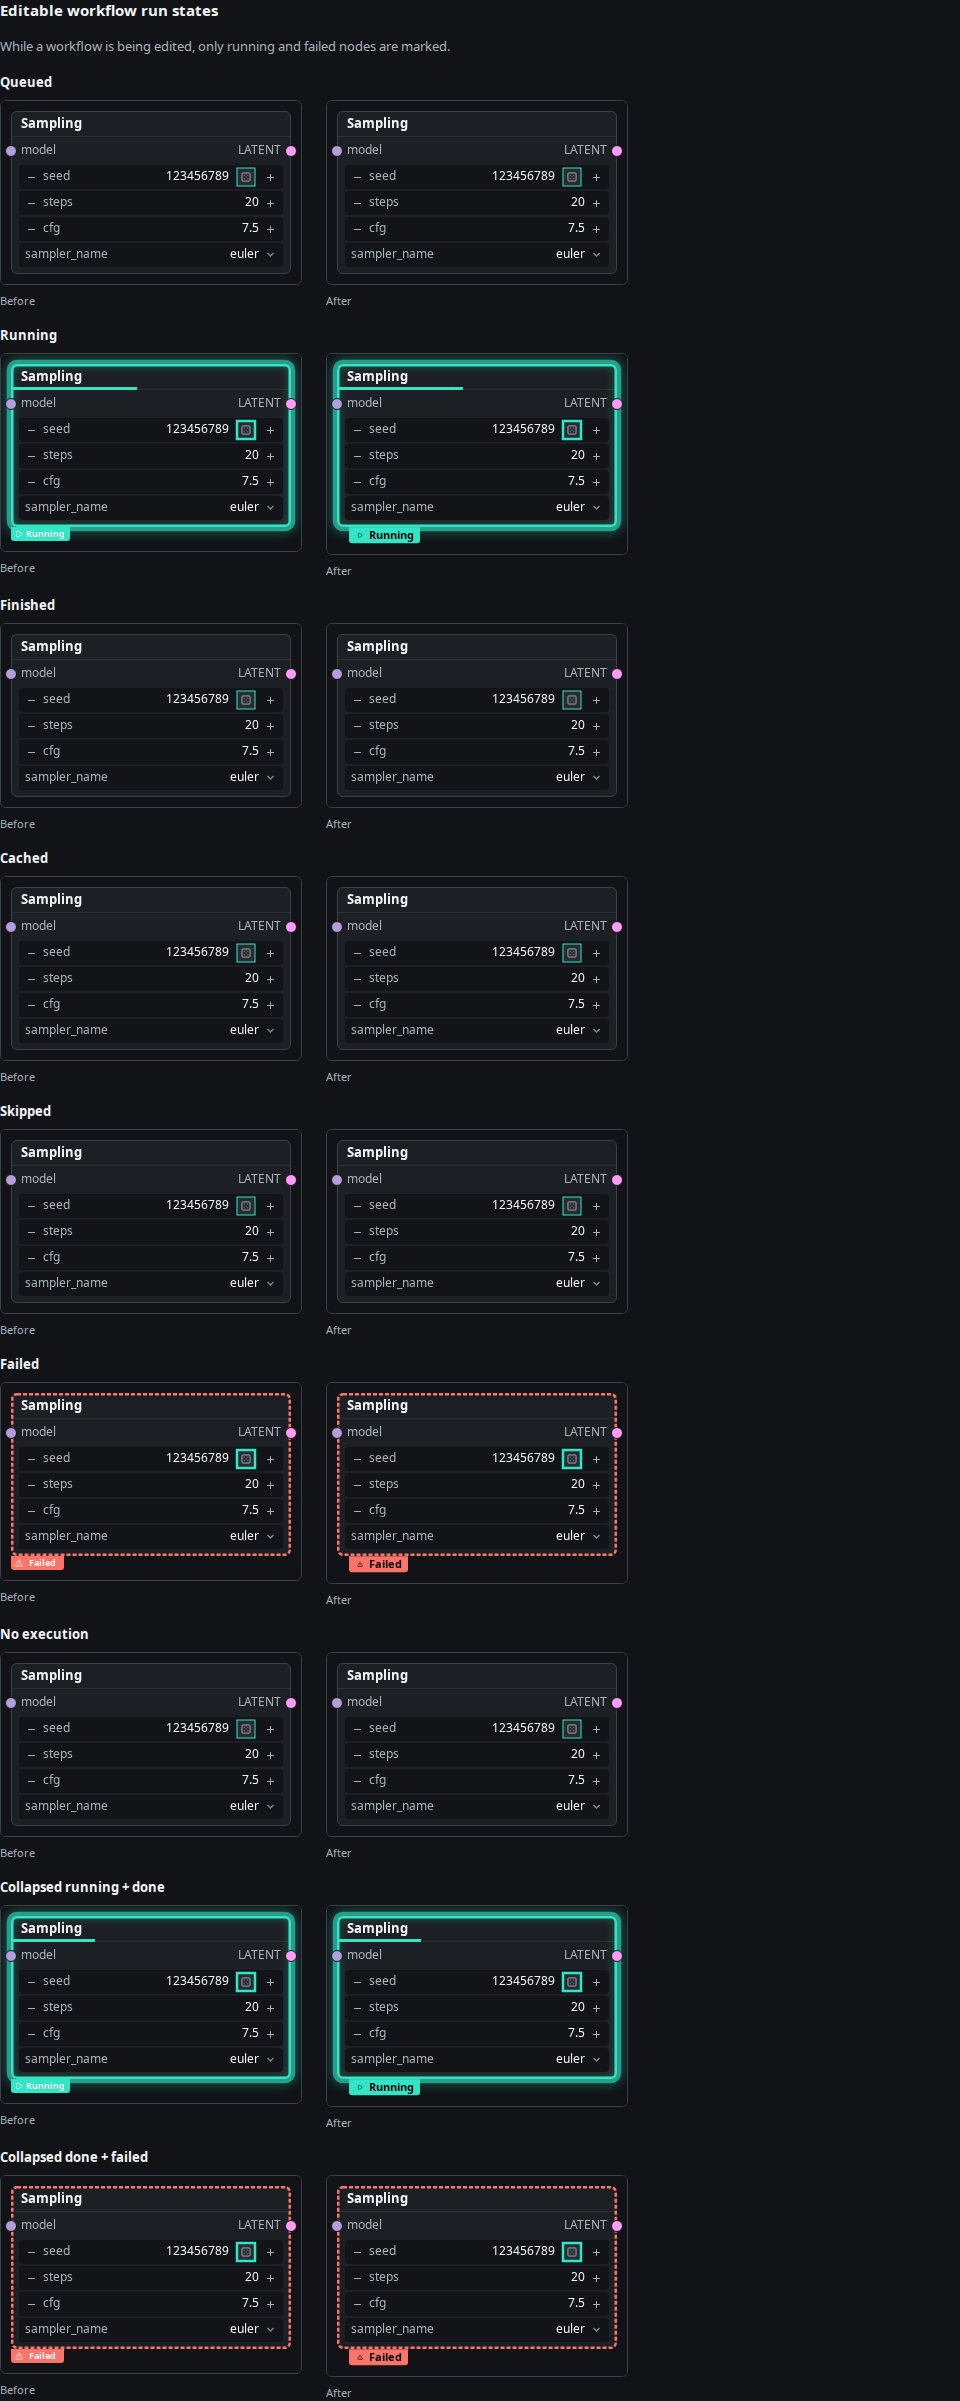 Editable workflow run states
While a workflow is being edited, only running and failed nodes are marked.
Queued
Sampling
model LATENT
– seed 123456789 +
– steps 20 +
– cfg 7.5 +
sampler_name euler
Before
Sampling
model LATENT
– seed 123456789 +
– steps 20 +
– cfg 7.5 +
sampler_name euler
After
Running
Sampling
model LATENT
– seed 123456789 +
– steps 20 +
– cfg 7.5 +
sampler_name euler
Running
Before
Sampling
model LATENT
– seed 123456789 +
– steps 20 +
– cfg 7.5 +
sampler_name euler
Running
After
Finished
Sampling
model LATENT
– seed 123456789 +
– steps 20 +
– cfg 7.5 +
sampler_name euler
Before
Sampling
model LATENT
– seed 123456789 +
– steps 20 +
– cfg 7.5 +
sampler_name euler
After
Cached
Sampling
model LATENT
– seed 123456789 +
– steps 20 +
– cfg 7.5 +
sampler_name euler
Before
Sampling
model LATENT
– seed 123456789 +
– steps 20 +
– cfg 7.5 +
sampler_name euler
After
Skipped
Sampling
model LATENT
– seed 123456789 +
– steps 20 +
– cfg 7.5 +
sampler_name euler
Before
Sampling
model LATENT
– seed 123456789 +
– steps 20 +
– cfg 7.5 +
sampler_name euler
After
Failed
Sampling
model LATENT
– seed 123456789 +
– steps 20 +
– cfg 7.5 +
sampler_name euler
Failed
Before
Sampling
model LATENT
– seed 123456789 +
– steps 20 +
– cfg 7.5 +
sampler_name euler
Failed
After
No execution
Sampling
model LATENT
– seed 123456789 +
– steps 20 +
– cfg 7.5 +
sampler_name euler
Before
Sampling
model LATENT
– seed 123456789 +
– steps 20 +
– cfg 7.5 +
sampler_name euler
After
Collapsed running + done
Sampling
model LATENT
– seed 123456789 +
– steps 20 +
– cfg 7.5 +
sampler_name euler
Running
Before
Sampling
model LATENT
– seed 123456789 +
– steps 20 +
– cfg 7.5 +
sampler_name euler
Running
After
Collapsed done + failed
Sampling
model LATENT
– seed 123456789 +
– steps 20 +
– cfg 7.5 +
sampler_name euler
Failed
Before
Sampling
model LATENT
– seed 123456789 +
– steps 20 +
– cfg 7.5 +
sampler_name euler
Failed
After